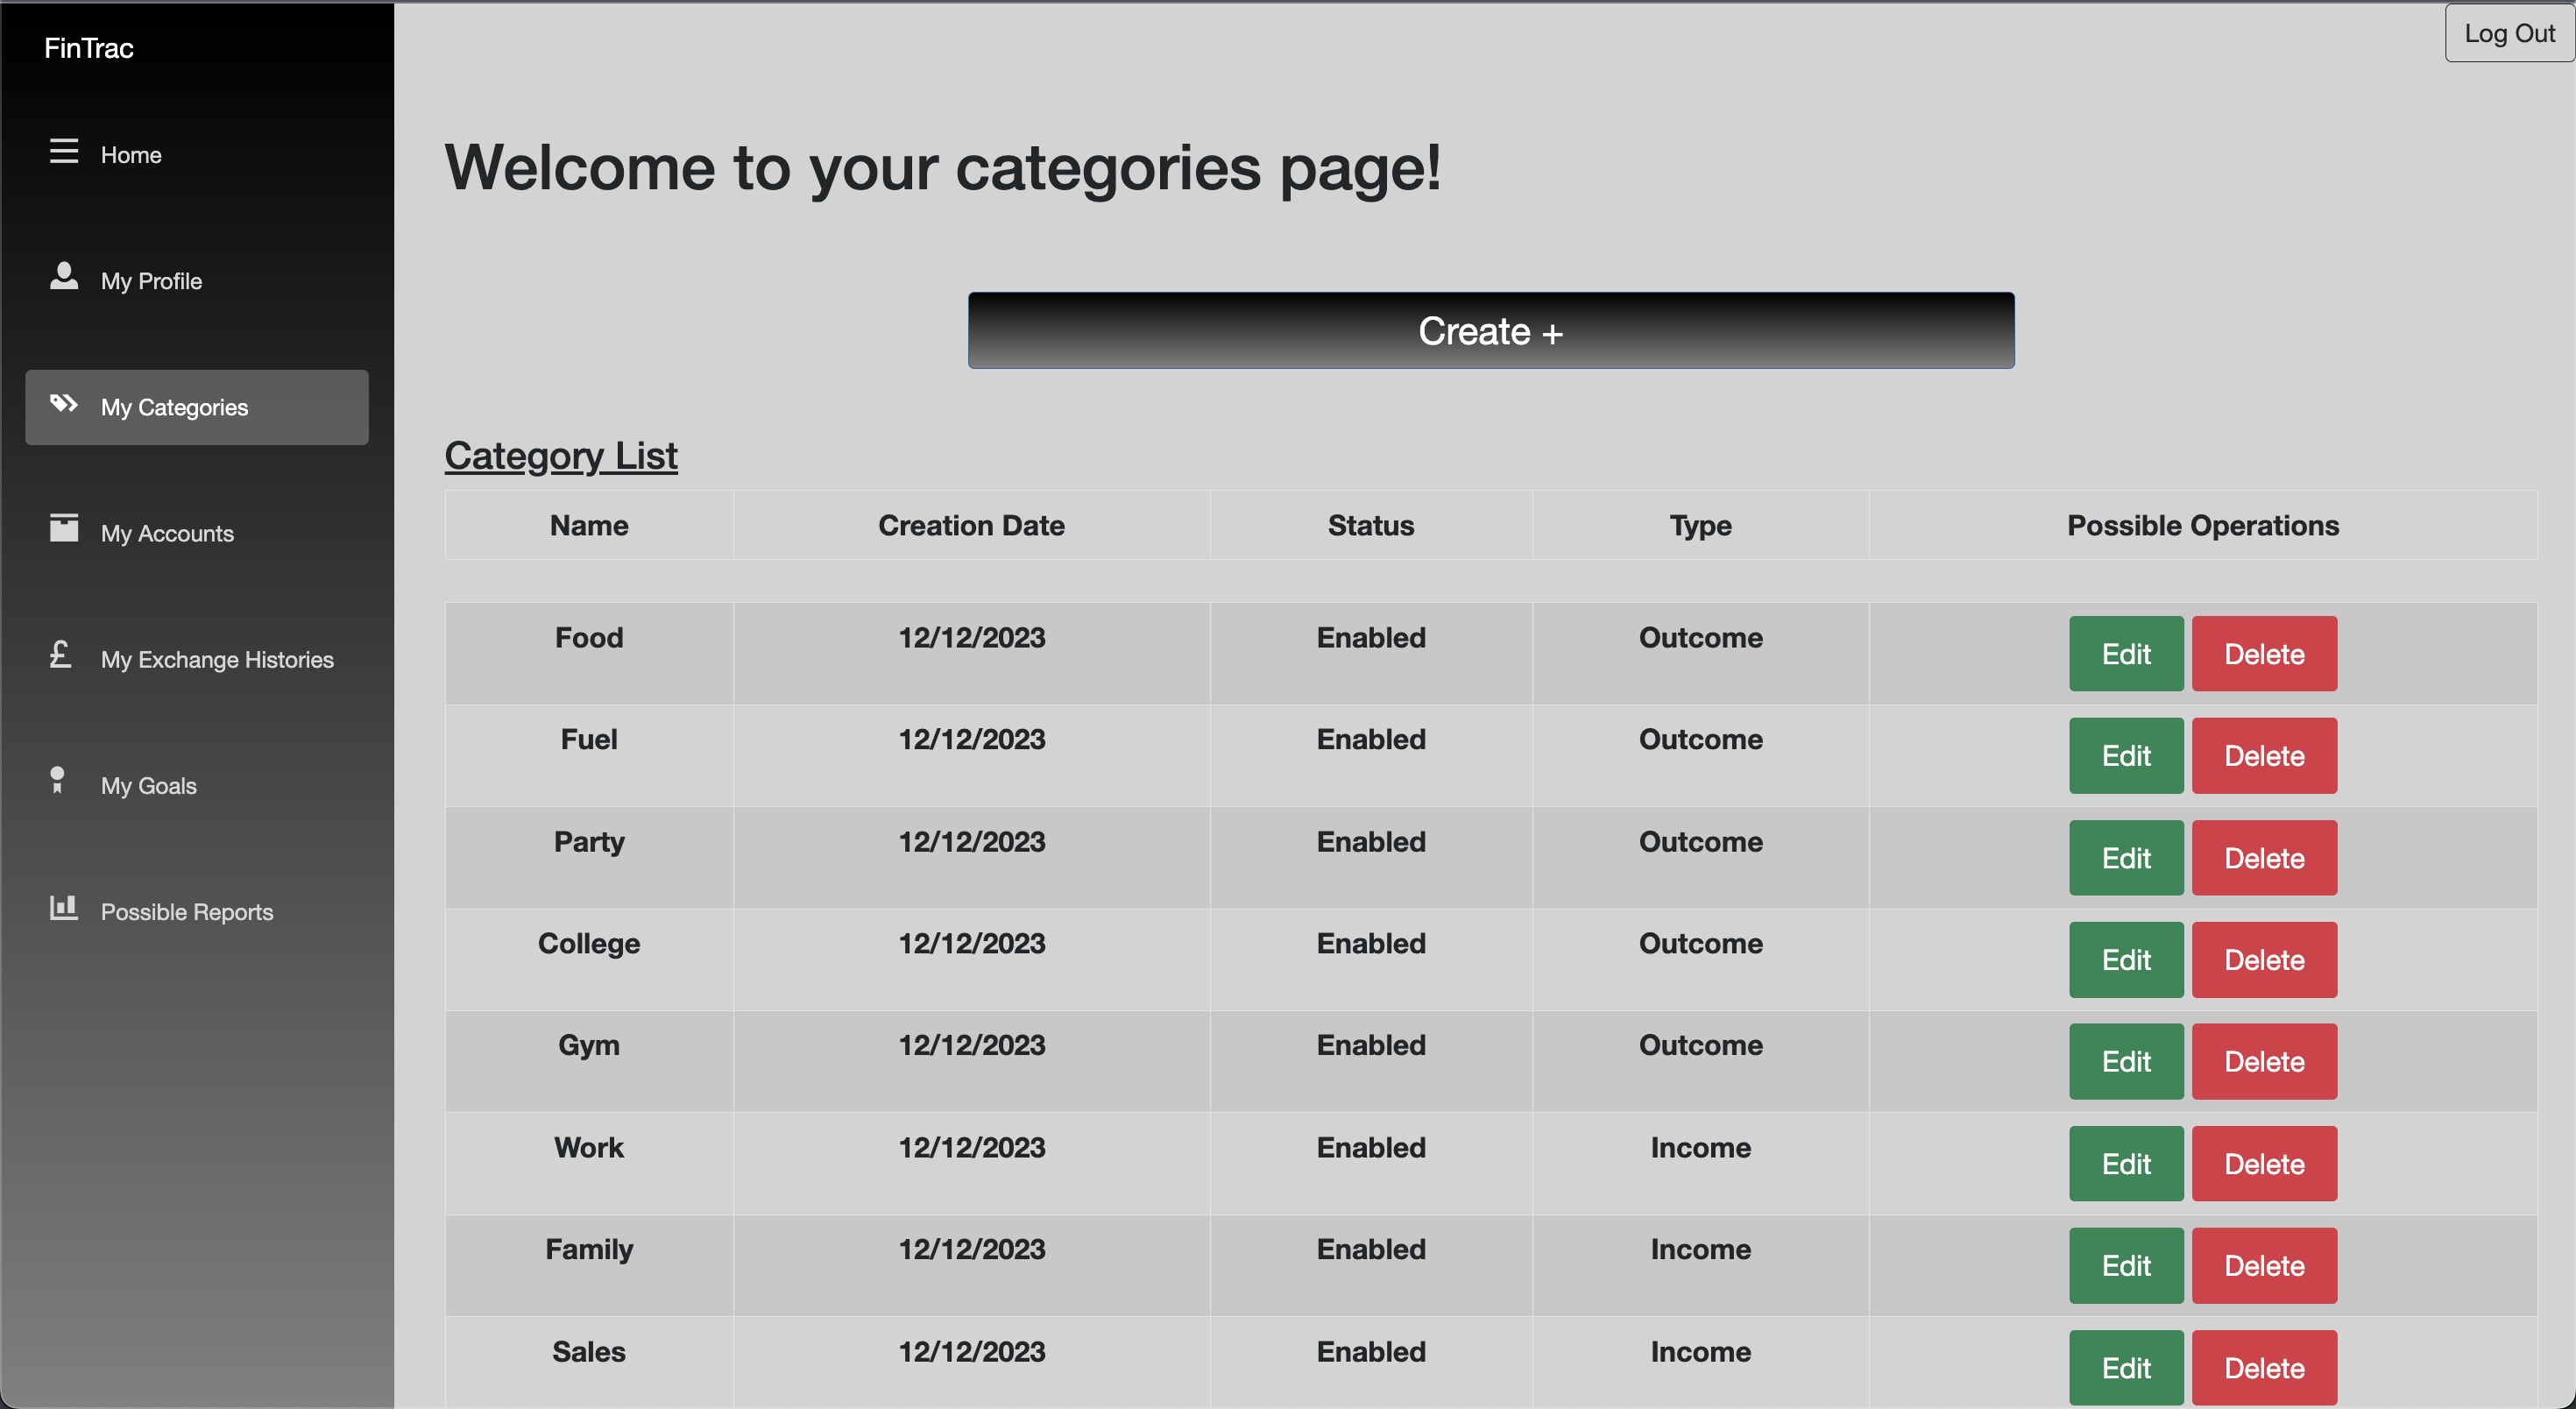 FinTrac
Log Out
Home
My Profile
My Categories
My Accounts
£ My Exchange Histories
My Goals
Possible Reports
Welcome to your categories page!
Create +
Category List
Name Creation Date Status Type Possible Operations
Food 12/12/2023 Enabled Outcome Edit Delete
Fuel 12/12/2023 Enabled Outcome Edit Delete
Party 12/12/2023 Enabled Outcome Edit Delete
College 12/12/2023 Enabled Outcome Edit Delete
Gym 12/12/2023 Enabled Outcome Edit Delete
Work 12/12/2023 Enabled Income Edit Delete
Family 12/12/2023 Enabled Income Edit Delete
Sales 12/12/2023 Enabled Income Edit Delete